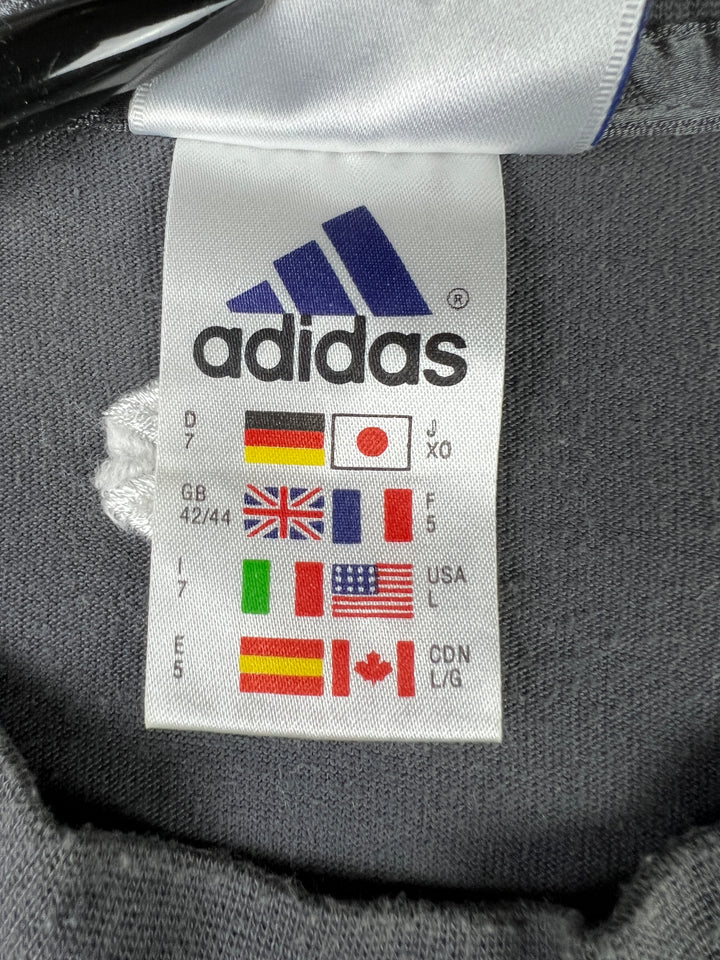 ®
adidas
D
7
J
XO
GB
42/44
F
5
I
7
USA
L
E
5
CDN
L/G